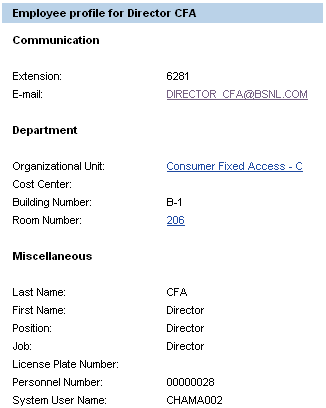 Employee profile for Director CFA
Communication
Extension: 6281
E-mail: DIRECTOR_CFA@BSNL.COM
Department
Organizational Unit: Consumer Fixed Access - C
Cost Center:
Building Number: B-1
Room Number: 206
Miscellaneous
Last Name: CFA
First Name: Director
Position: Director
Job: Director
License Plate Number:
Personnel Number: 00000028
System User Name: CHAMA002